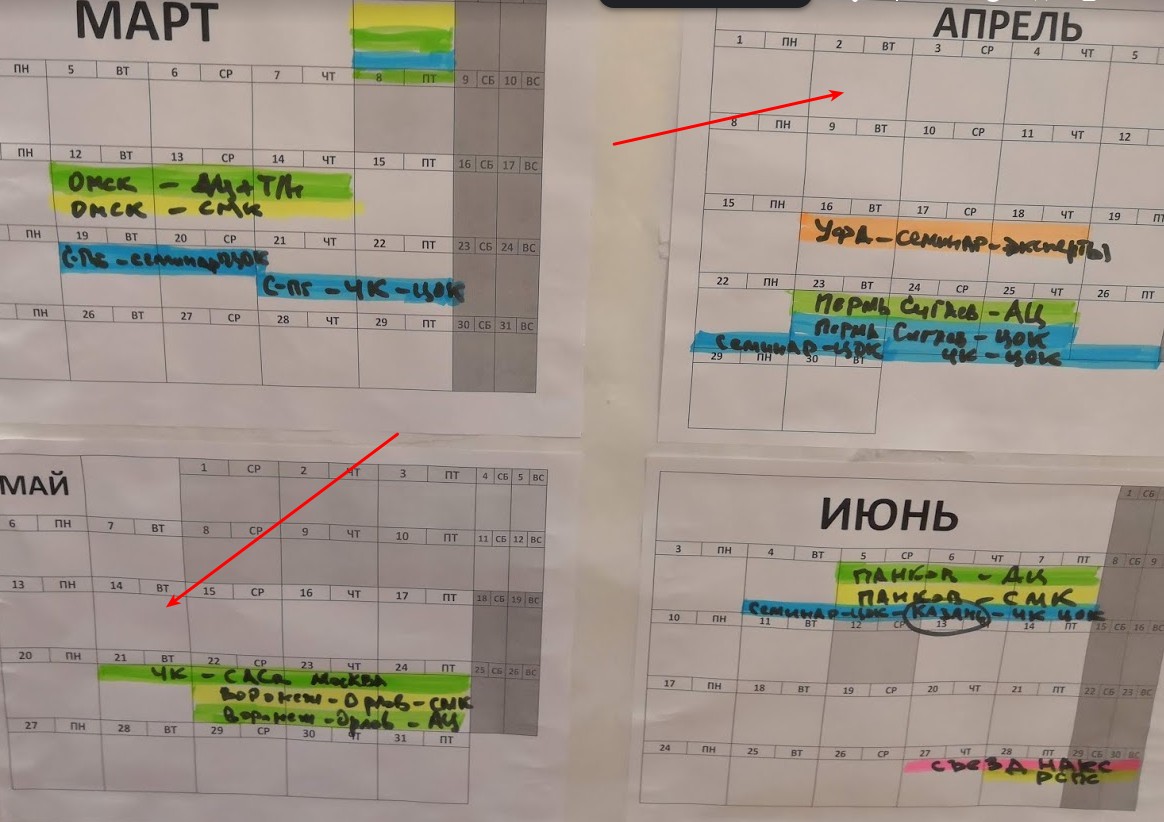 МАРТ
ПН 5 ВТ 6 СР 7 ЧТ 8 ПТ 9 СБ 10 ВС
ПН 12 ВТ 13 СР 14 ЧТ 15 ПТ 16 СБ 17 ВС
ОМСК - АЦ+Т/п
ОМСК - СМК
ПН 19 ВТ 20 СР 21 ЧТ 22 ПТ 23 СБ 24 ВС
С-Пг - семинар ЦОК
С-Пг - ЧК - ЦОК
ПН 26 ВТ 27 СР 28 ЧТ 29 ПТ 30 СБ 31 ВС
АПРЕЛЬ
1 ПН 2 ВТ 3 СР 4 ЧТ 5
8 ПН 9 ВТ 10 СР 11 ЧТ 12
15 ПН 16 ВТ 17 СР 18 ЧТ 19 ПТ
УФА - семинар - эксперты
22 ПН 23 ВТ 24 СР 25 ЧТ 26 ПТ
Пермь Сигаев - АЦ
Пермь Сигаев - ЦОК
СЕМИНАР - ЦОК ЧК - ЦОК
29 ПН 30 ВТ
МАЙ
1 СР 2 ЧТ 3 ПТ 4 СБ 5 ВС
6 ПН 7 ВТ 8 СР 9 ЧТ 10 ПТ 11 СБ 12 ВС
13 ПН 14 ВТ 15 СР 16 ЧТ 17 ПТ 18 СБ 19 ВС
20 ПН 21 ВТ 22 СР 23 ЧТ 24 ПТ 25 СБ 26 ВС
ЧК - САСв Москва
Воронеж - Орлов - СМК
Воронеж - Орлов - АЦ
27 ПН 28 ВТ 29 СР 30 ЧТ 31 ПТ
ИЮНЬ
1 СБ
3 ПН 4 ВТ 5 СР 6 ЧТ 7 ПТ 8 СБ 9
ПАНКОВ - АЦ
ПАНКОВ - СМК
СЕМИНАР - ЦОК - КАЗАНЬ - ЧК ЦОК
10 ПН 11 ВТ 12 СР 13 14 ПТ 15 СБ 16 ВС
17 ПН 18 ВТ 19 СР 20 ЧТ 21 ПТ 22 СБ 23 ВС
24 ПН 25 ВТ 26 СР 27 ЧТ 28 ПТ 29 СБ 30 ВС
СЪЕЗД НАКС
РСПС